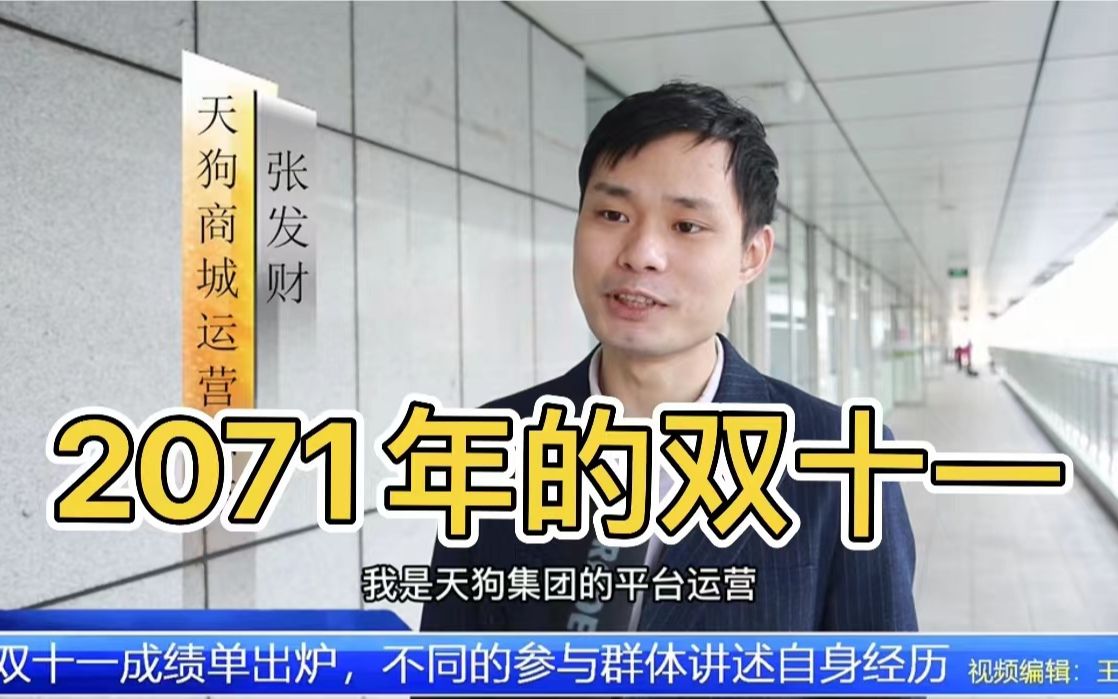 天狗商城运营
张发财
2071年的双十一
我是天狗集团的平台运营
双十一成绩单出炉，不同的参与群体讲述自身经历
视频编辑：王